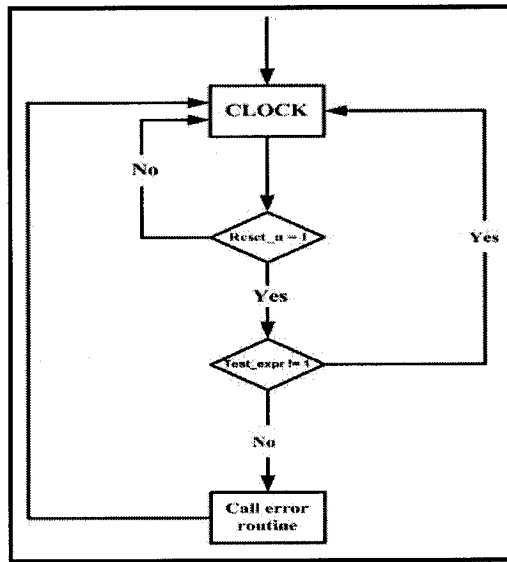 CLOCK
No
Reset_n = 1
Yes
Yes
Test_expr != 1
No
Call error
routine